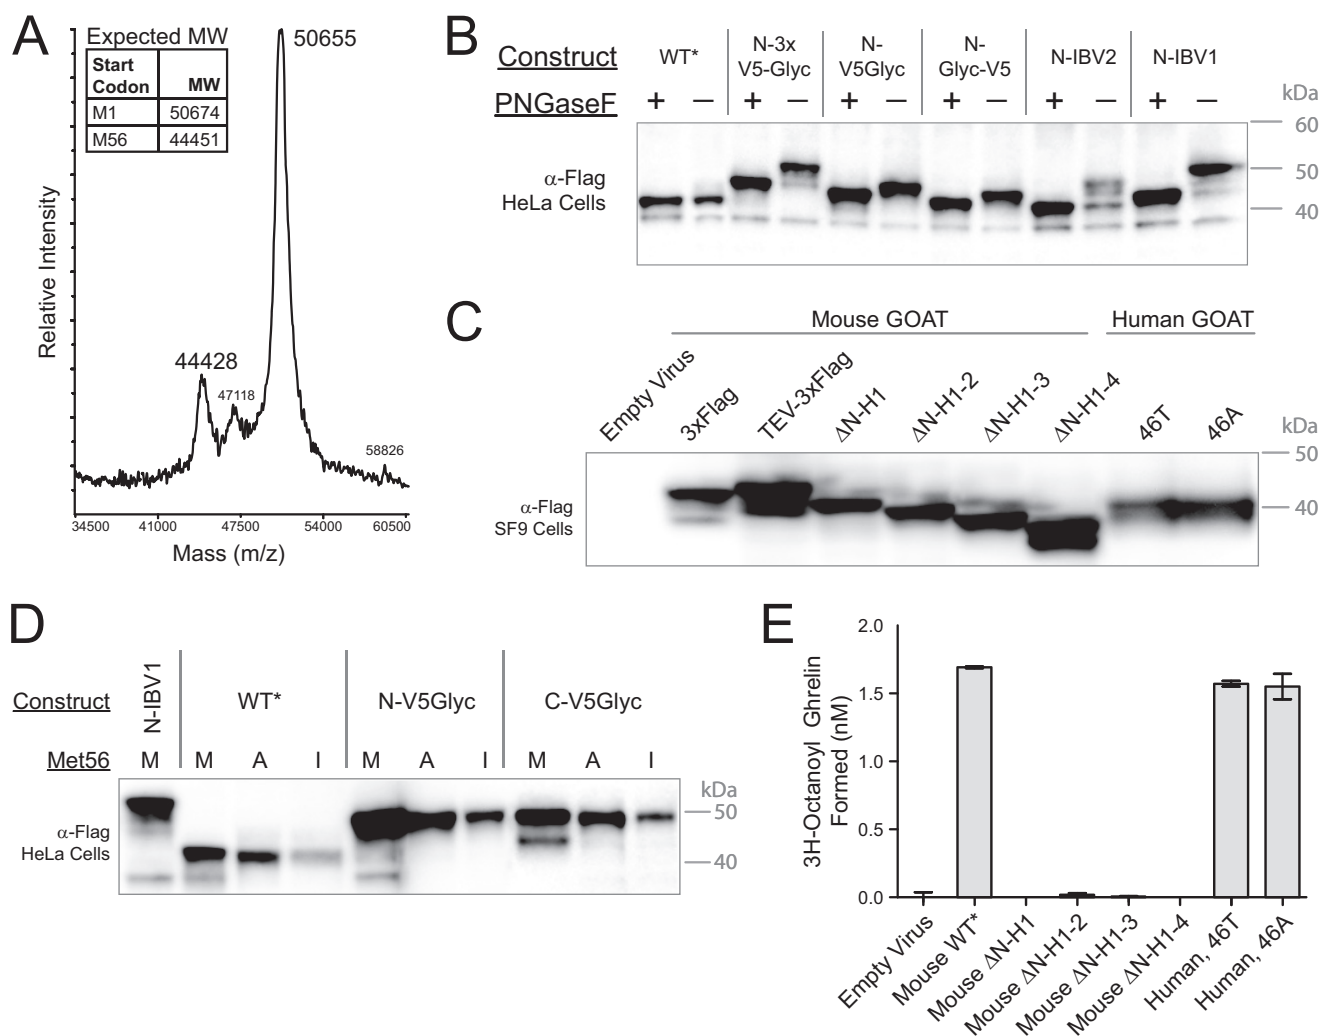 A
Expected MW
Start Codon MW
M1 50674
M56 44451
50655
44428
47118
58826
Relative Intensity
34500 41000 47500 54000 60500
Mass (m/z)
B
Construct WT* N-3x V5-Glyc N-V5Glyc N-Glyc-V5 N-IBV2 N-IBV1
PNGaseF + — + — + — + — + — + —
kDa
60
50
40
α-Flag
HeLa Cells
C
Mouse GOAT Human GOAT
Empty Virus 3xFlag TEV-3xFlag ΔN-H1 ΔN-H1-2 ΔN-H1-3 ΔN-H1-4 46T 46A
kDa
50
40
α-Flag
SF9 Cells
D
Construct N-IBV1 WT* N-V5Glyc C-V5Glyc
Met56 M M A I M A I M A I
kDa
50
40
α-Flag
HeLa Cells
E
3H-Octanoyl Ghrelin
Formed (nM)
2.0
1.5
1.0
0.5
0.0
Empty Virus
Mouse WT*
Mouse ΔN-H1
Mouse ΔN-H1-2
Mouse ΔN-H1-3
Mouse ΔN-H1-4
Human, 46T
Human, 46A